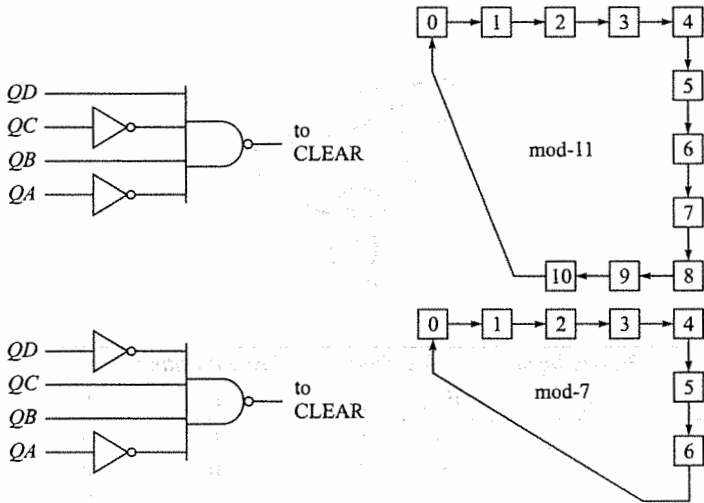 QD
QC
QB
QA
to
CLEAR
0 1 2 3 4
5
6
7
8
9
10
mod-11
QD
QC
QB
QA
to
CLEAR
0 1 2 3 4
5
6
mod-7